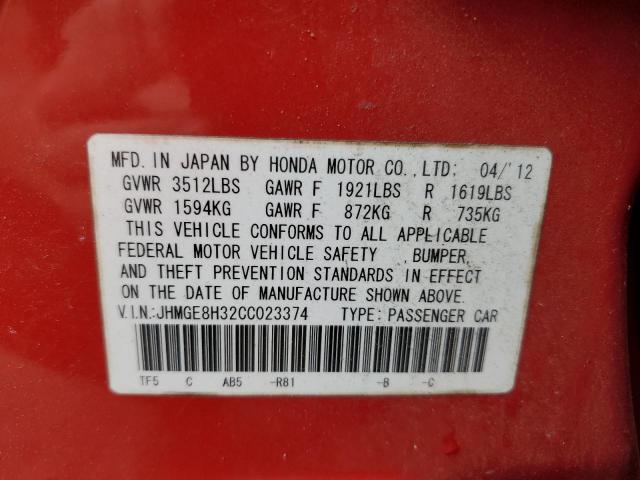 MFD. IN JAPAN BY HONDA MOTOR CO., LTD: 04/'12
GVWR 3512LBS GAWR F 1921LBS R 1619LBS
GVWR 1594KG GAWR F 872KG R 735KG
THIS VEHICLE CONFORMS TO ALL APPLICABLE
FEDERAL MOTOR VEHICLE SAFETY ,BUMPER,
AND THEFT PREVENTION STANDARDS IN EFFECT
ON THE DATE OF MANUFACTURE SHOWN ABOVE.
V.I.N.:JHMGE8H32CC023374 TYPE: PASSENGER CAR
TF5 C AB5 -R81 -B -C